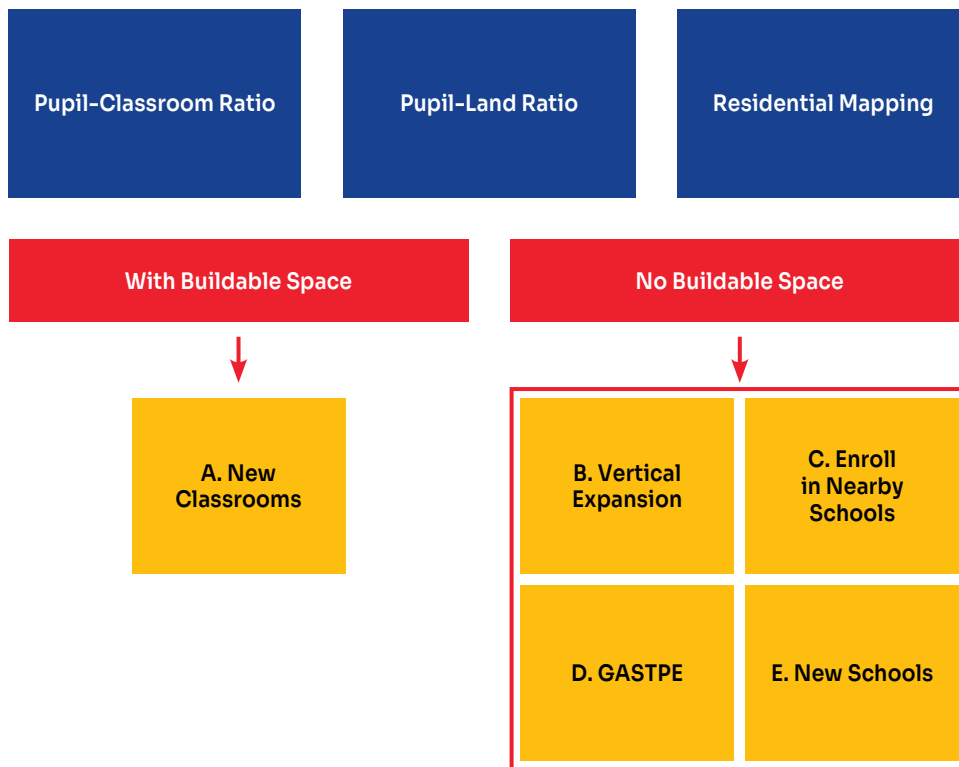 Pupil-Classroom Ratio
Pupil-Land Ratio
Residential Mapping
With Buildable Space
No Buildable Space
A. New
Classrooms
B. Vertical
Expansion
C. Enroll
in Nearby
Schools
D. GASTPE
E. New Schools